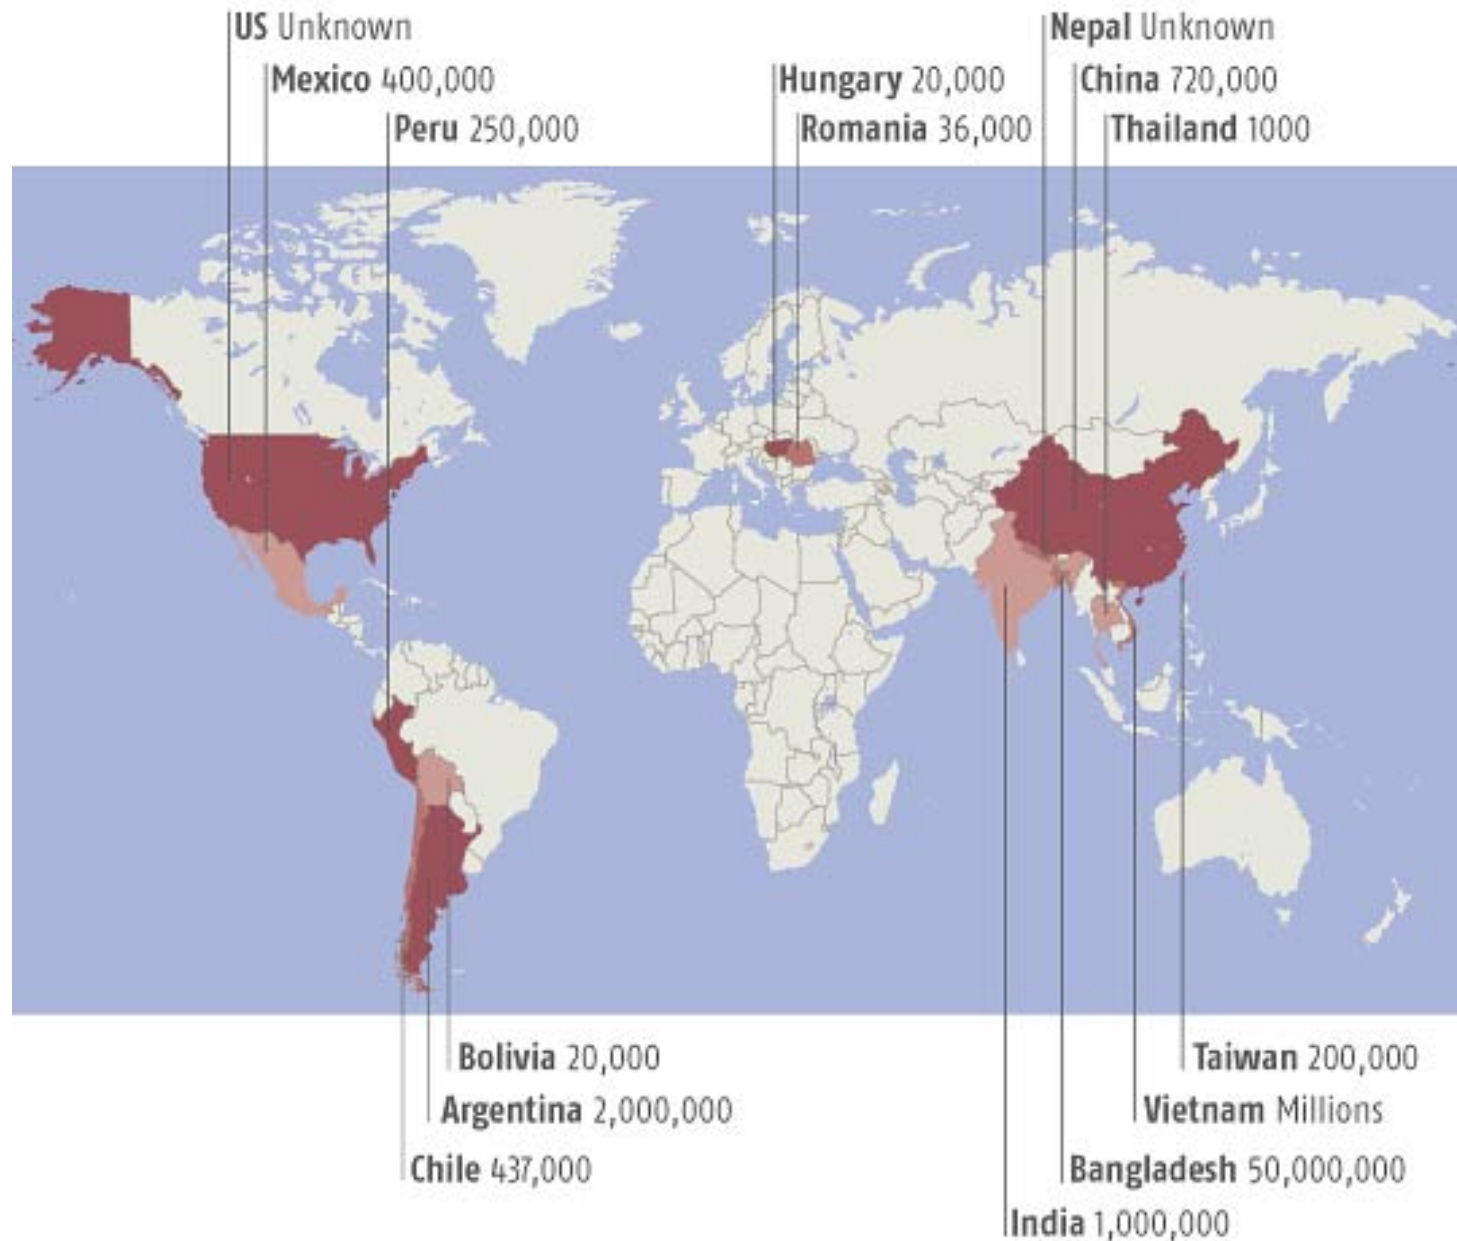 US Unknown
Nepal Unknown
Mexico 400,000
Hungary 20,000
China 720,000
Peru 250,000
Romania 36,000
Thailand 1000
Bolivia 20,000
Taiwan 200,000
Argentina 2,000,000
Vietnam Millions
Chile 437,000
Bangladesh 50,000,000
India 1,000,000